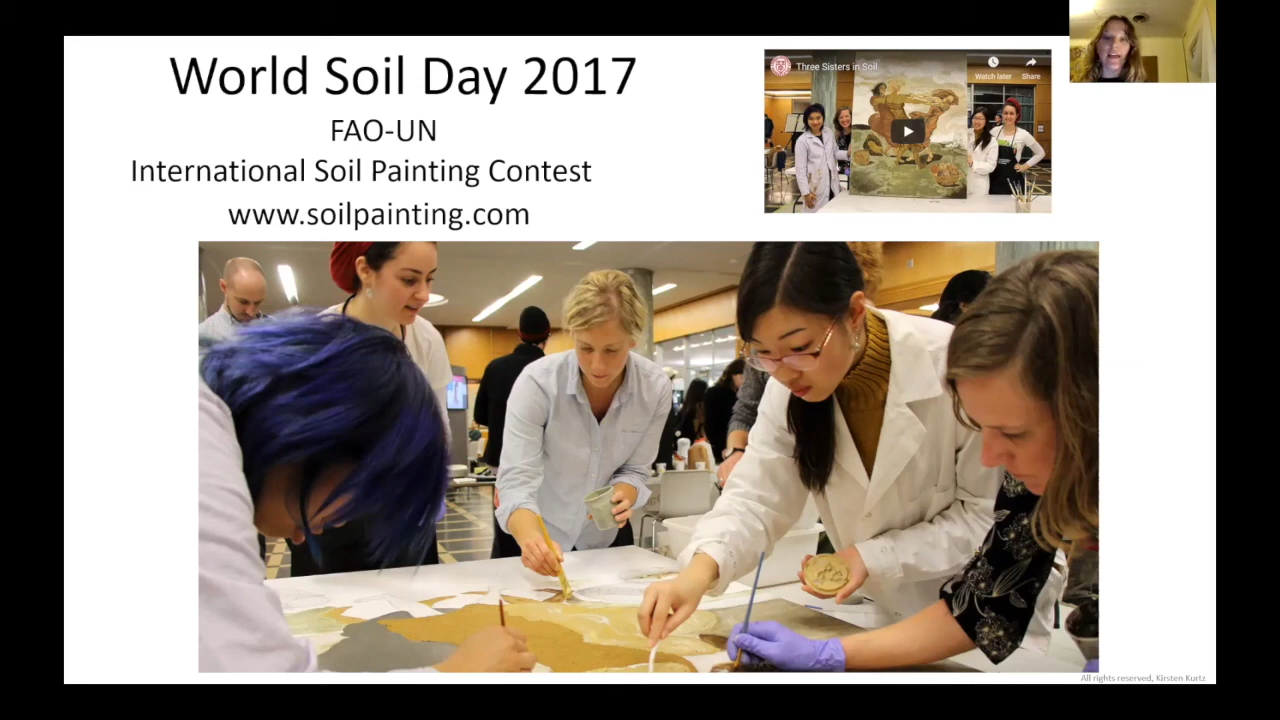 World Soil Day 2017
FAO-UN
International Soil Painting Contest
www.soilpainting.com
Three Sisters in Soil
Watch later
Share
All rights reserved, Kirsten Kurtz